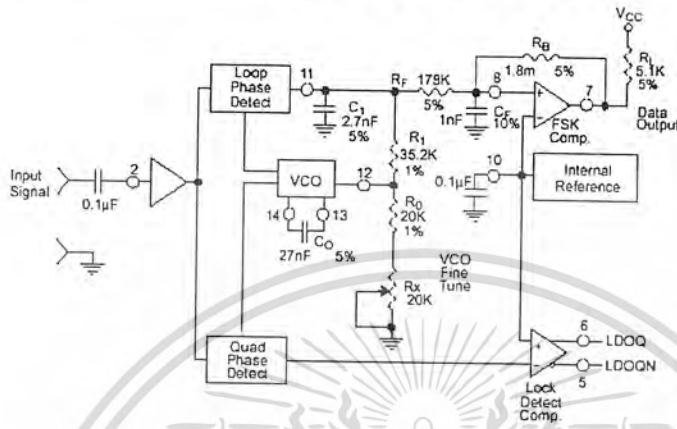 Loop
Phase
Detect
11
C1
2.7nF
5%
RF
178K
5%
8
1nF
CF
10%
RB
1.8m
5%
7
FSK
Comp.
VCC
RL
5.1K
5%
Data
Output
Input
Signal
0.1µF
2
VCO
12
14
13
27nF
CO
5%
R1
35.2K
1%
R0
20K
1%
VCO
Fine
Tune
Rx
20K
10
0.1µF
Internal
Reference
Quad
Phase
Detect
6
LDOQ
LDOQN
5
Lock
Detect
Comp.
+
−
+
−